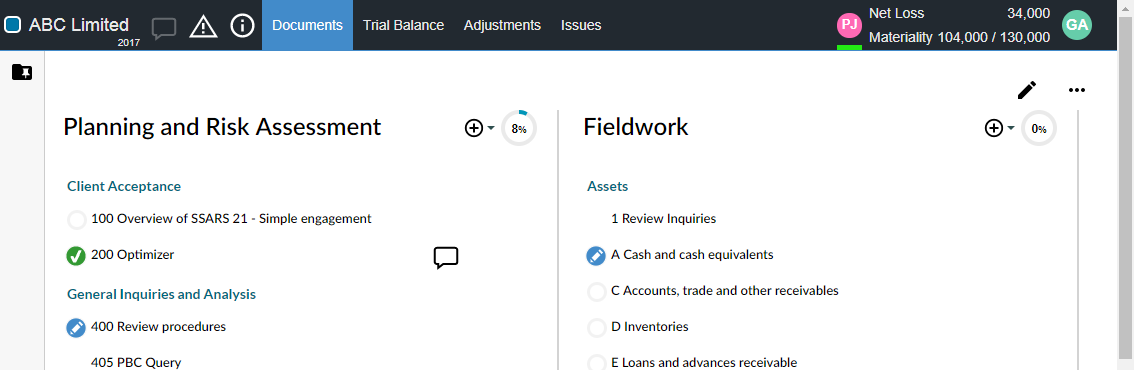 ABC Limited
2017
Documents
Trial Balance
Adjustments
Issues
PJ
Net Loss 34,000
Materiality 104,000 / 130,000
GA
Planning and Risk Assessment
8%
Client Acceptance
100 Overview of SSARS 21 - Simple engagement
200 Optimizer
General Inquiries and Analysis
400 Review procedures
405 PBC Query
Fieldwork
0%
Assets
1 Review Inquiries
A Cash and cash equivalents
C Accounts, trade and other receivables
D Inventories
E Loans and advances receivable